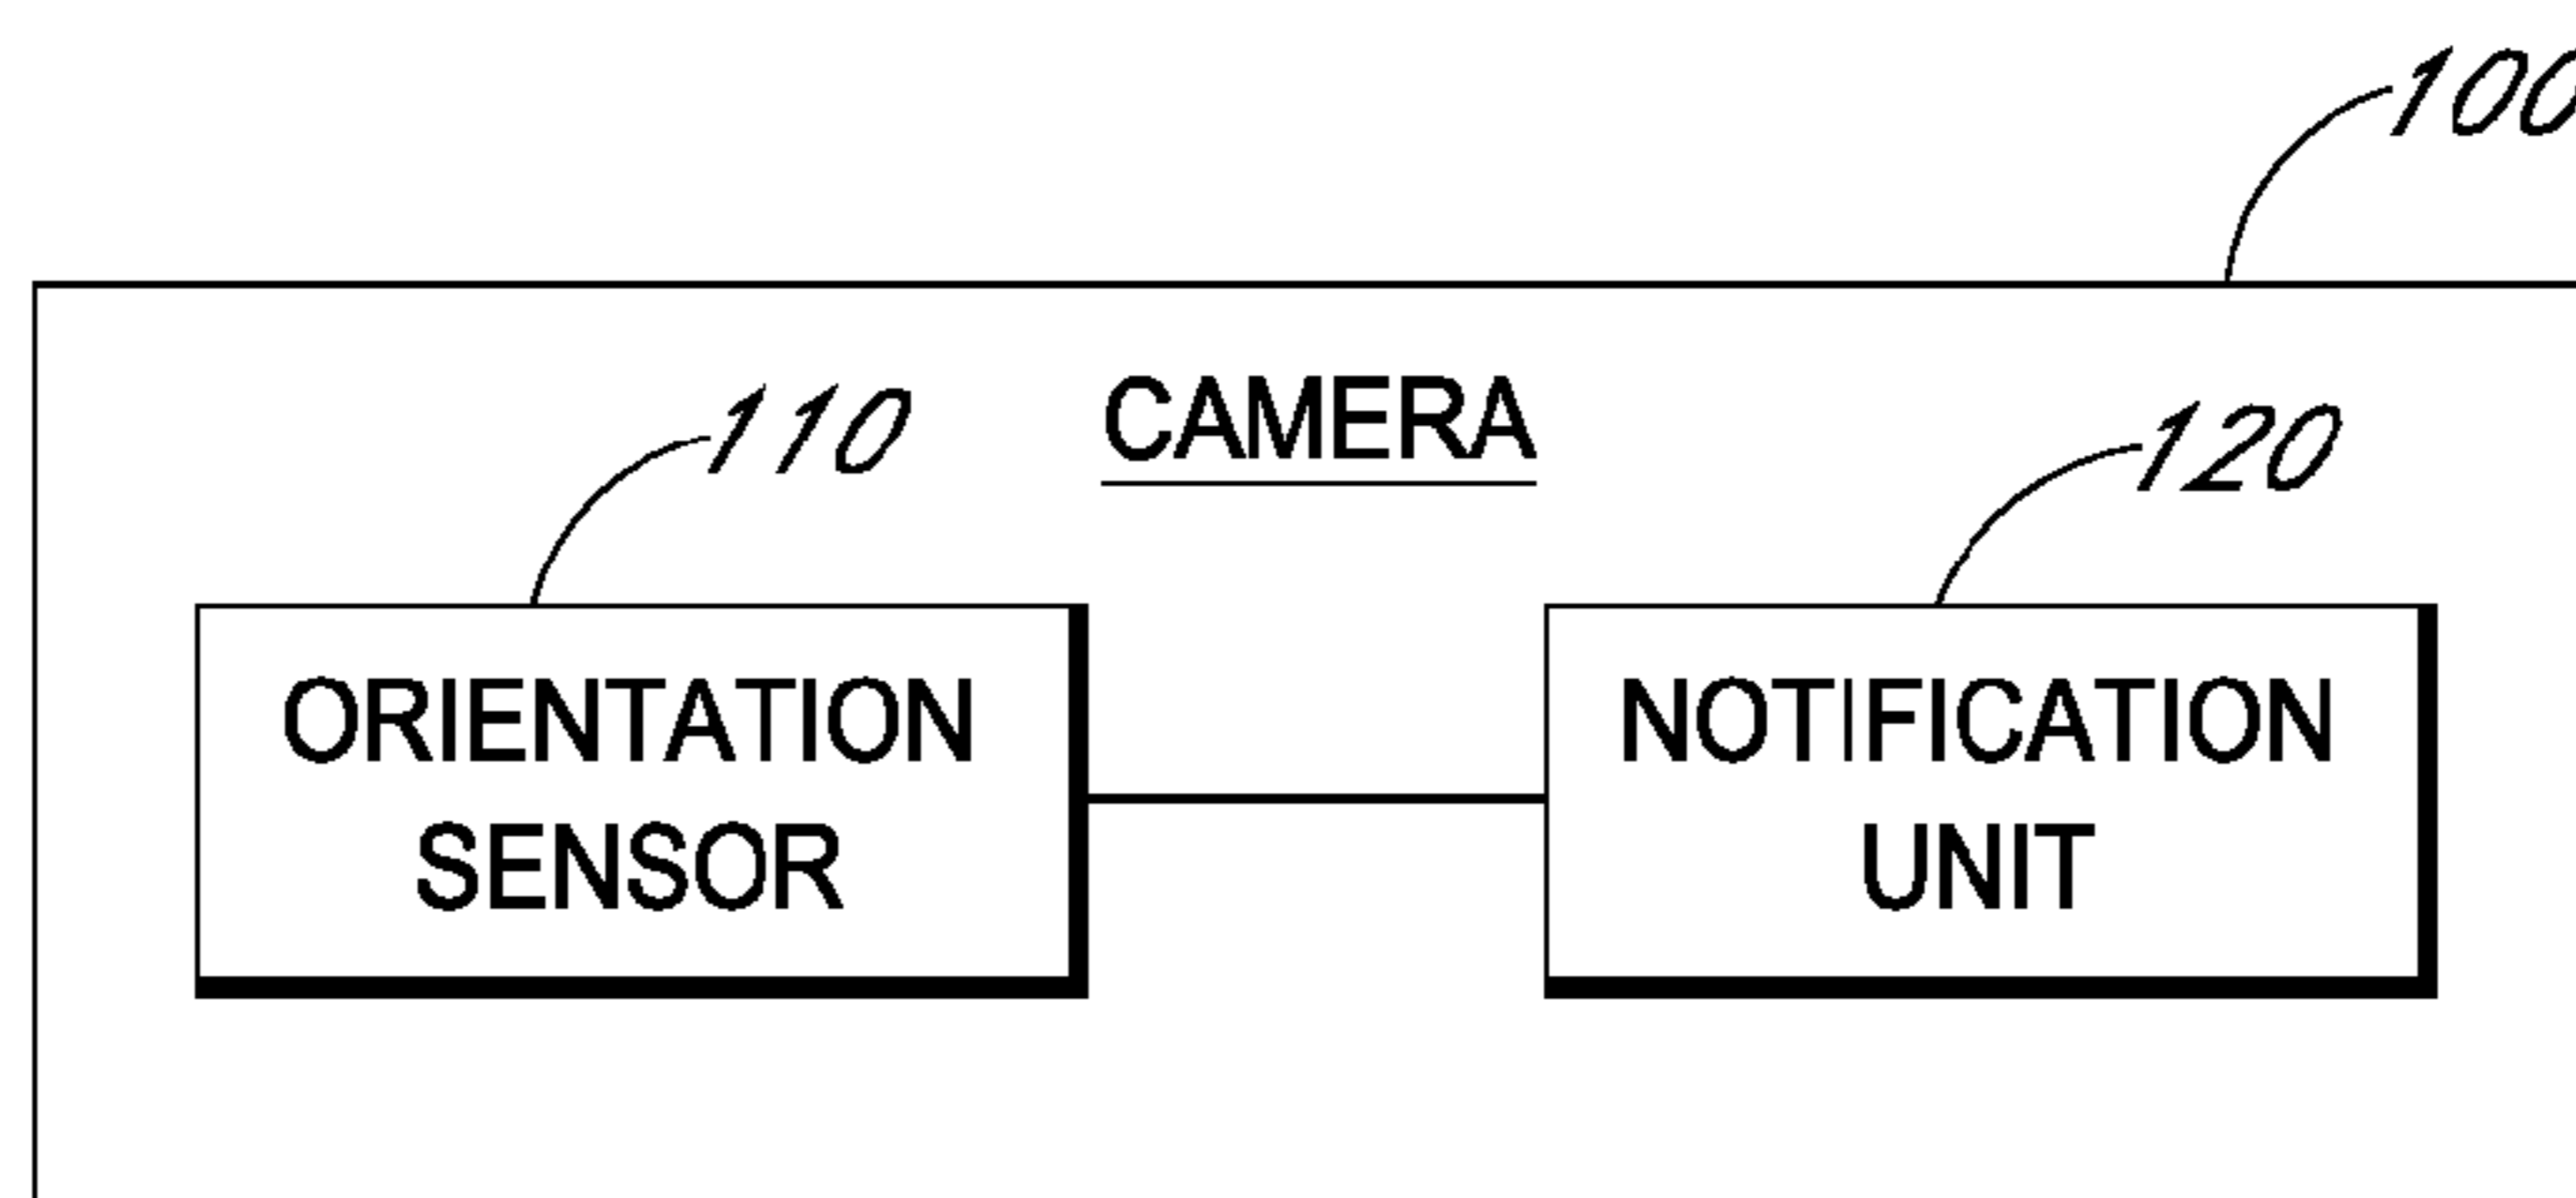 100
110
CAMERA
120
ORIENTATION
SENSOR
NOTIFICATION
UNIT